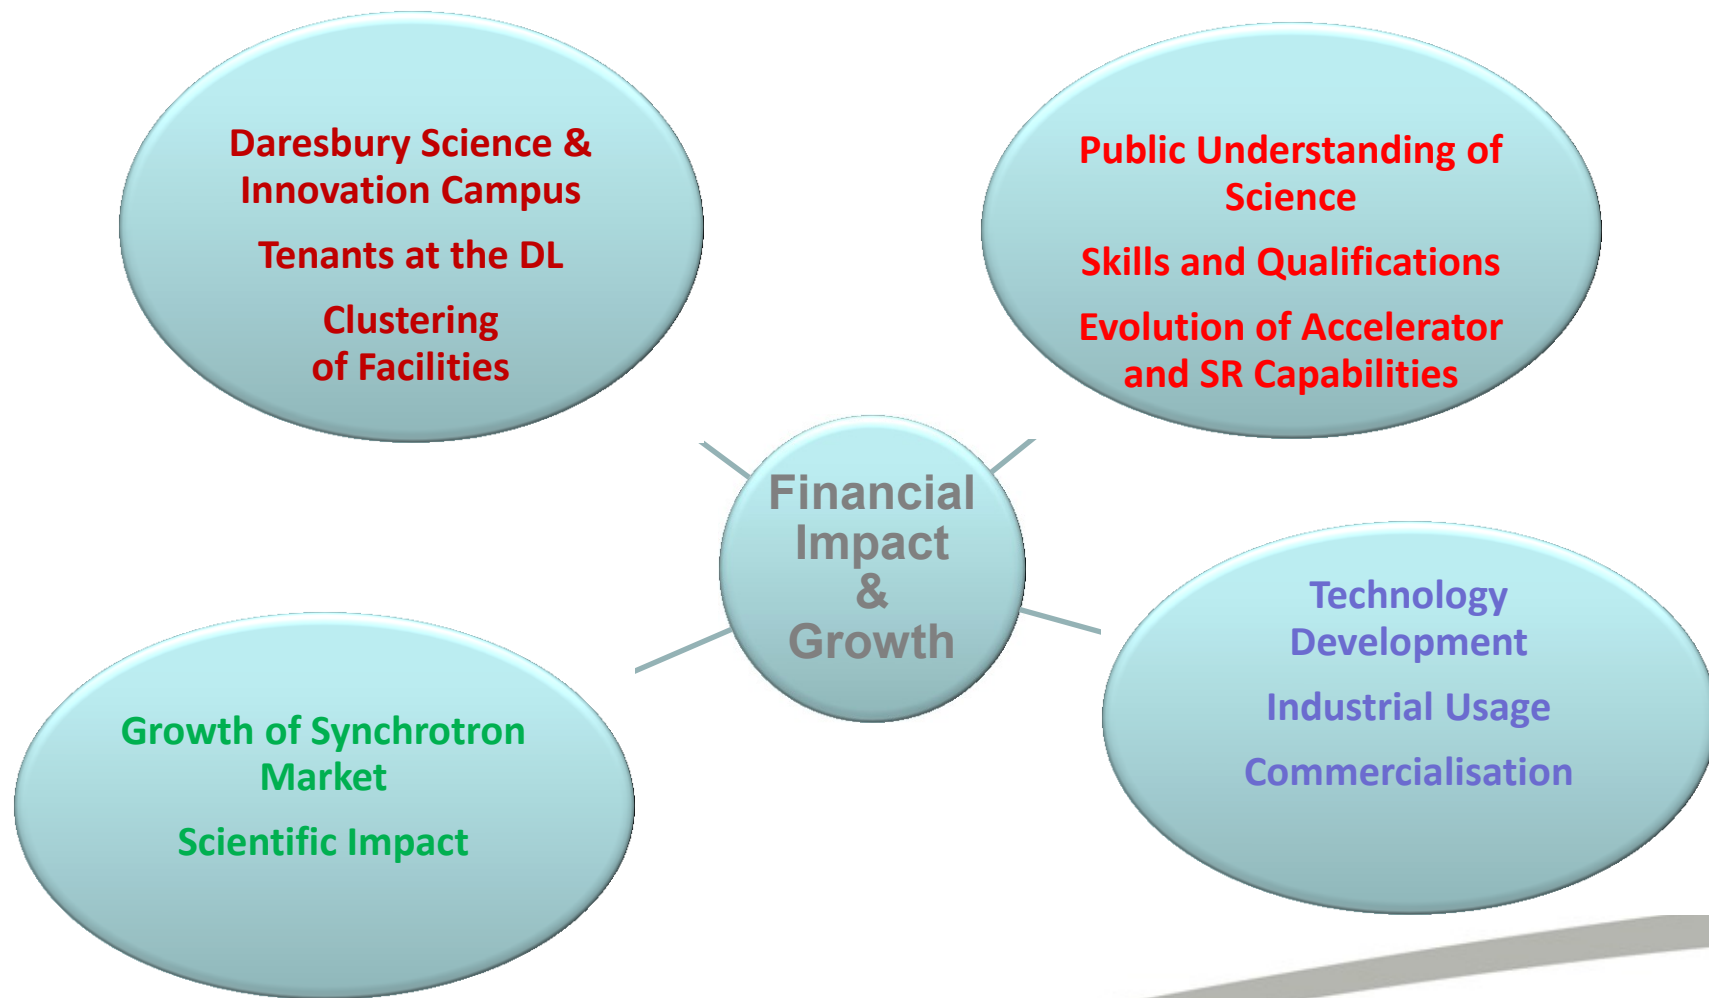 Daresbury Science &
Innovation Campus
Tenants at the DL
Clustering
of Facilities
Public Understanding of
Science
Skills and Qualifications
Evolution of Accelerator
and SR Capabilities
Financial
Impact
&
Growth
Growth of Synchrotron
Market
Scientific Impact
Technology
Development
Industrial Usage
Commercialisation